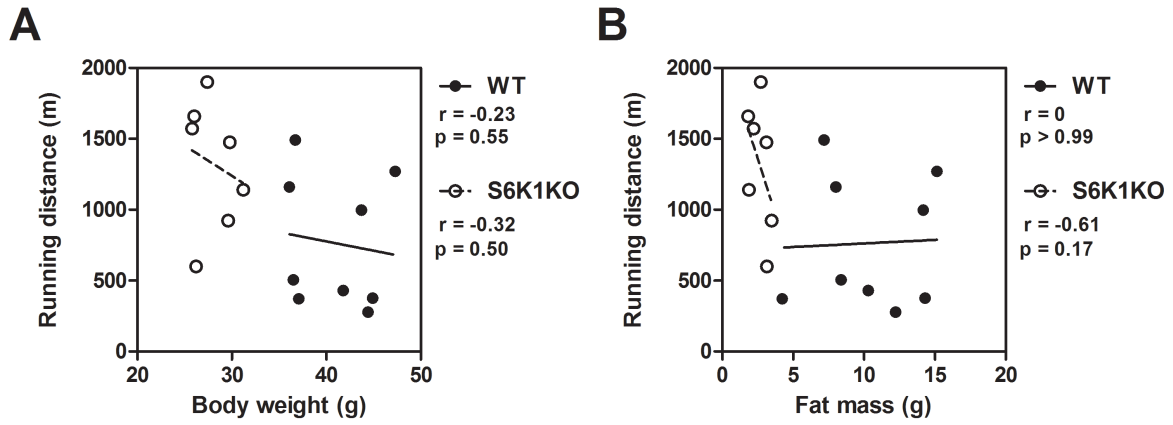 A
Running distance (m)
2000
1500
1000
500
0
20
30
40
50
Body weight (g)
WT
r = -0.23
p = 0.55
S6K1KO
r = -0.32
p = 0.50
B
Running distance (m)
2000
1500
1000
500
0
0
5
10
15
20
Fat mass (g)
WT
r = 0
p > 0.99
S6K1KO
r = -0.61
p = 0.17